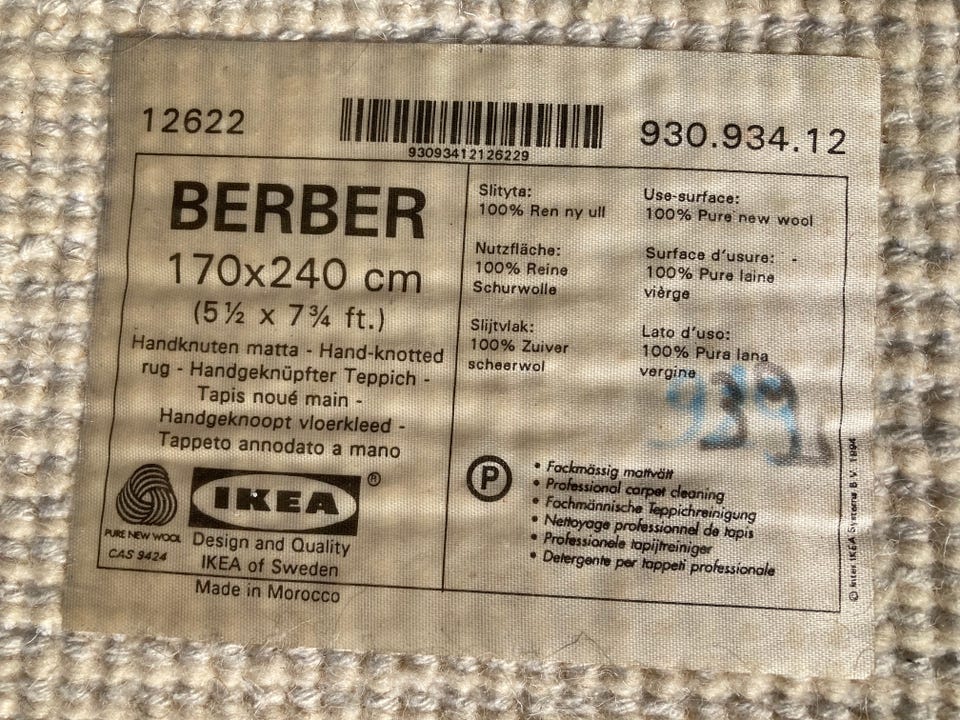 12622
93093412126229
930.934.12
BERBER
170x240 cm
(5½ x 7¾ ft.)
Handknuten matta - Hand-knotted
rug - Handgeknüpfter Teppich -
Tapis noué main -
Handgeknoopt vloerkleed -
Tappeto annodato a mano
PURE NEW WOOL
CAS 9424
IKEA ®
Design and Quality
IKEA of Sweden
Made in Morocco
Slityta:
100% Ren ny ull
Nutzfläche:
100% Reine
Schurwolle
Slijtvlak:
100% Zuiver
scheerwol
Use-surface:
100% Pure new wool
Surface d'usure: -
100% Pure laine
vièrge
Lato d'uso:
100% Pura lana
vergine
P
• Fackmässig mattvätt
• Professional carpet cleaning
• Fachmännische Teppichreinigung
• Nettoyage professionnel de tapis
• Professionele tapijtreiniger
• Detergente per tappeti professionale
© Inter IKEA Systems B.V. 1994